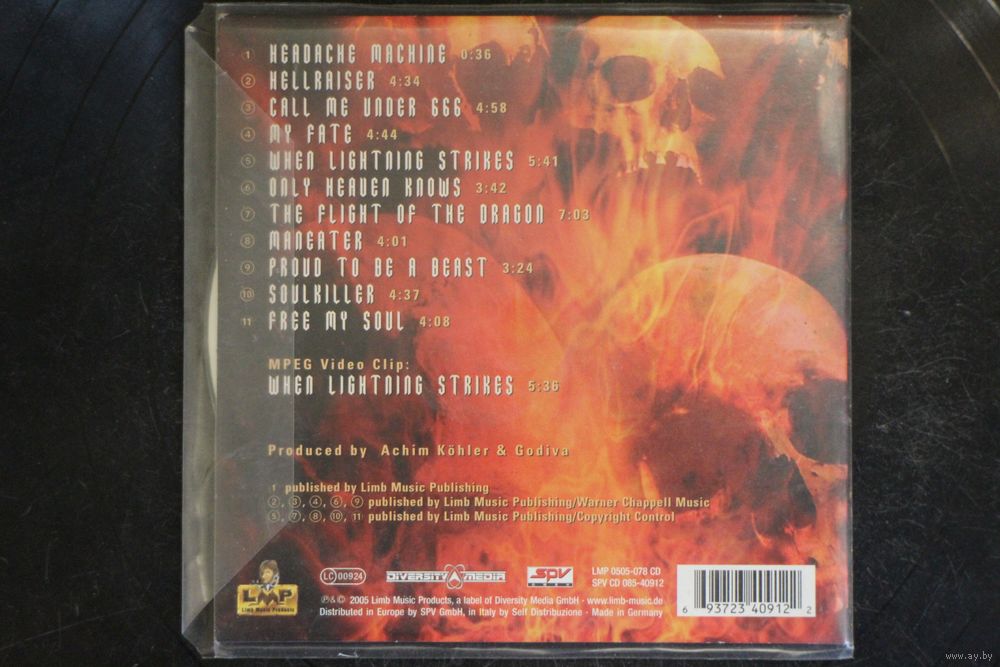 1 HEADACHE MACHINE 0:36
2 HELLRAISER 4:34
3 CALL ME UNDER 666 4:58
4 MY FATE 4:44
5 WHEN LIGHTNING STRIKES 5:41
6 ONLY HEAVEN KNOWS 3:42
7 THE FLIGHT OF THE DRAGON 7:03
8 MANEATER 4:01
9 PROUD TO BE A BEAST 3:24
10 SOULKILLER 4:37
11 FREE MY SOUL 4:08
MPEG Video Clip:
WHEN LIGHTNING STRIKES 5:36
Produced by Achim Köhler & Godiva
1 published by Limb Music Publishing
2, 3, 4, 6, 9 published by Limb Music Publishing/Warner Chappell Music
5, 7, 8, 10, 11 published by Limb Music Publishing/Copyright Control
LMP
Limb Music Products
LC 00924
DIVERSITY MEDIA
SPV
LMP 0505-078 CD
SPV CD 085-40912
℗ & © 2005 Limb Music Products, a label of Diversity Media GmbH · www.limb-music.de
Distributed in Europe by SPV GmbH, in Italy by Self Distribuzione · Made in Germany
6 93723 40912 2
www.ay.by